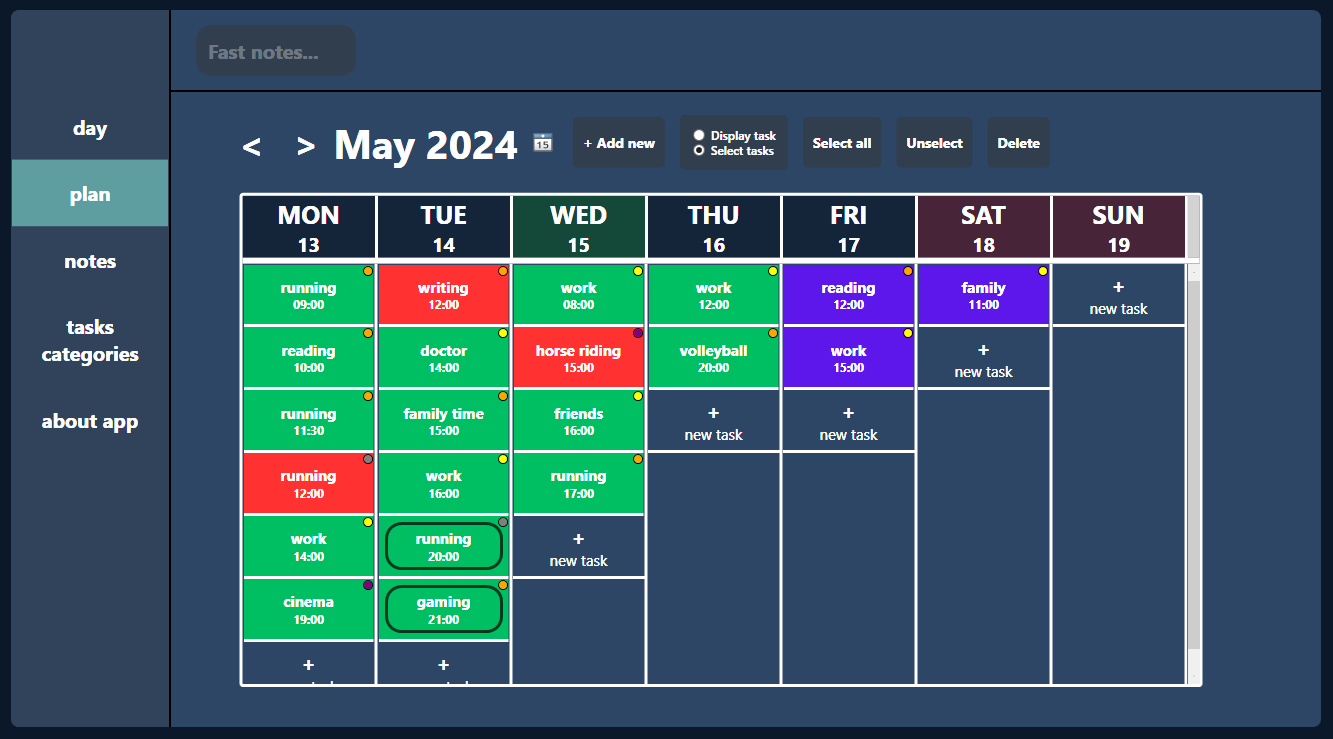 Fast notes...
day
plan
notes
tasks
categories
about app
< > May 2024 15 + Add new
Display task
Select tasks
Select all Unselect Delete
MON TUE WED THU FRI SAT SUN
13 14 15 16 17 18 19
running writing work work reading family +
09:00 12:00 08:00 12:00 12:00 11:00 new task
reading doctor horse riding volleyball work +
10:00 14:00 15:00 20:00 15:00 new task
running family time friends + +
11:30 15:00 16:00 new task new task
running work running
12:00 16:00 17:00
work running +
14:00 20:00 new task
cinema gaming
19:00 21:00
+ +